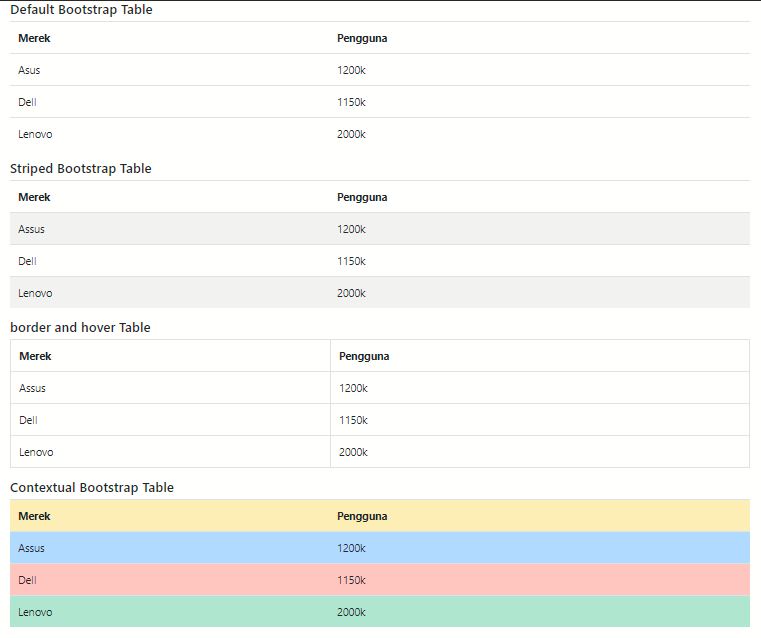 Default Bootstrap Table
Merek Pengguna
Asus 1200k
Dell 1150k
Lenovo 2000k
Striped Bootstrap Table
Merek Pengguna
Assus 1200k
Dell 1150k
Lenovo 2000k
border and hover Table
Merek Pengguna
Assus 1200k
Dell 1150k
Lenovo 2000k
Contextual Bootstrap Table
Merek Pengguna
Assus 1200k
Dell 1150k
Lenovo 2000k